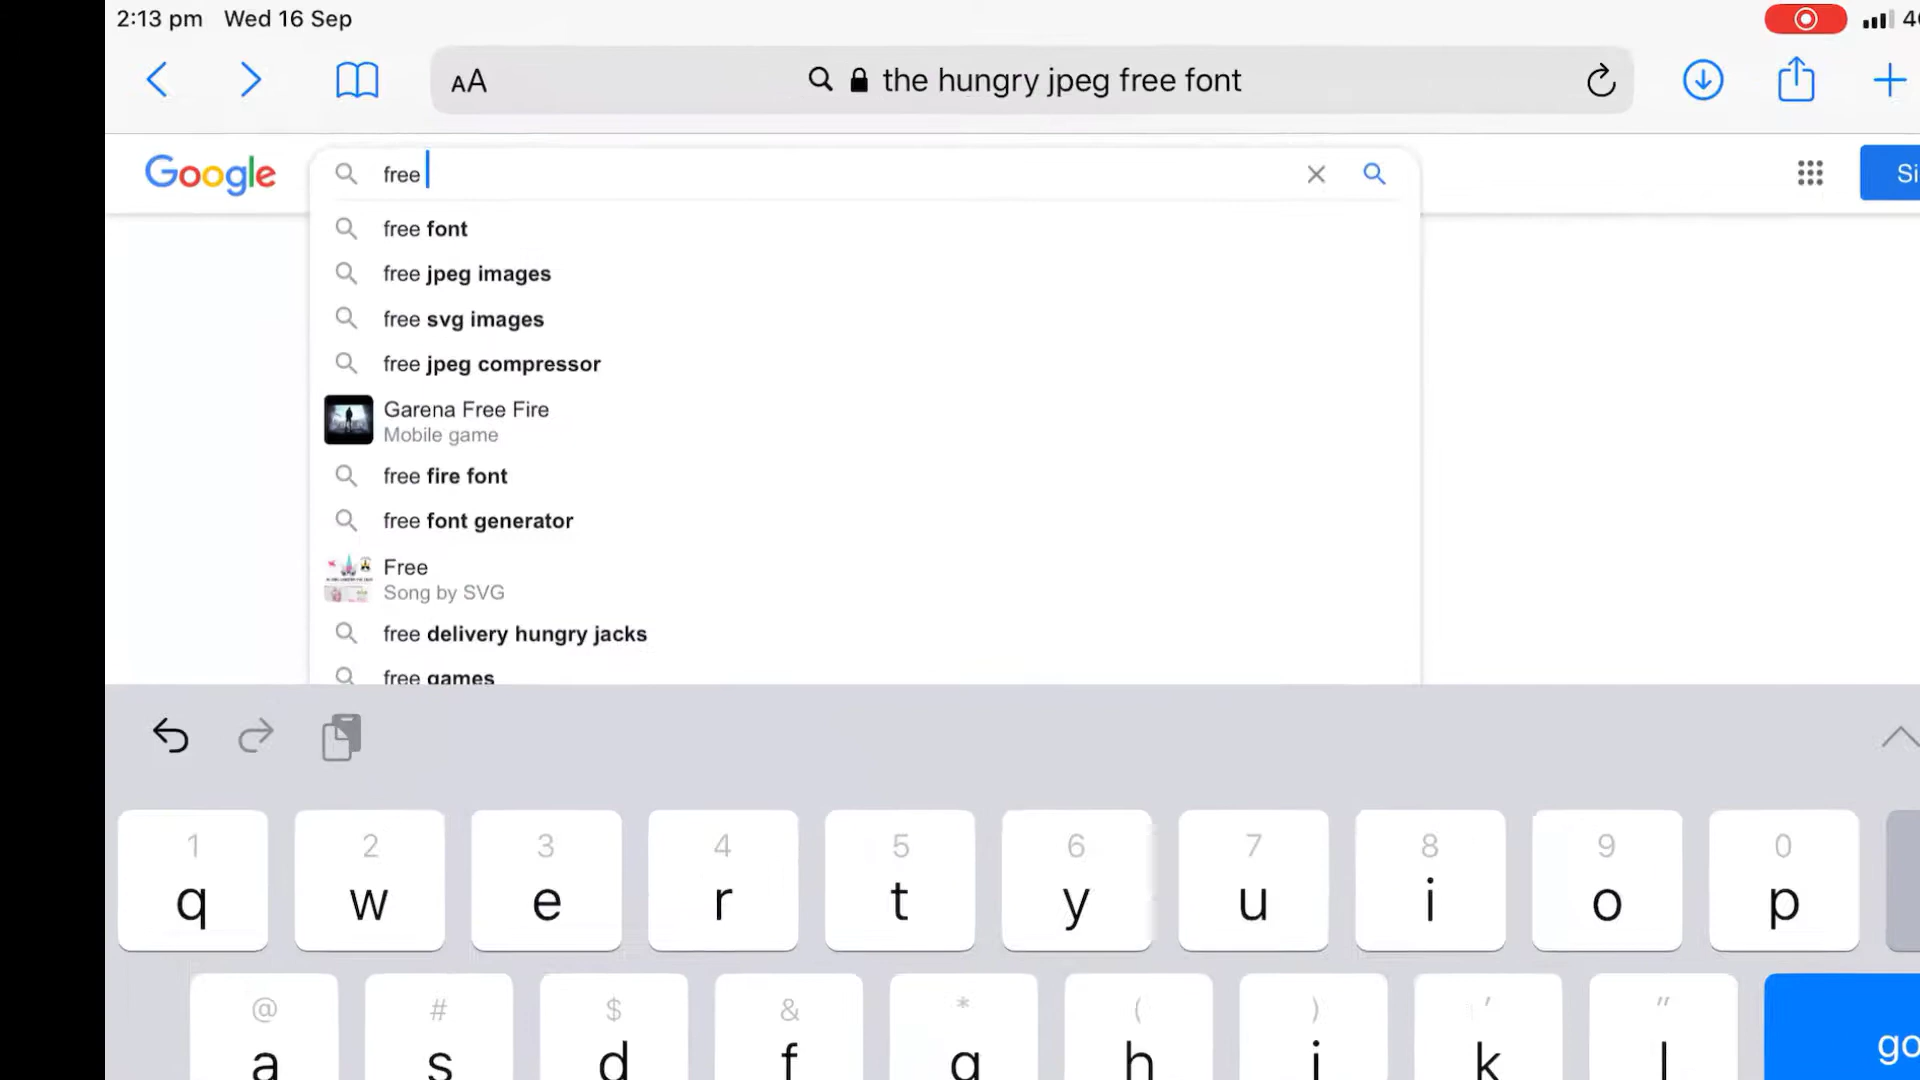 2:13 pm Wed 16 Sep
AA the hungry jpeg free font
Google free
free font
free jpeg images
free svg images
free jpeg compressor
Garena Free Fire
Mobile game
free fire font
free font generator
Free
Song by SVG
free delivery hungry jacks
free games
1 2 3 4 5 6 7 8 9 0
q w e r t y u i o p
@ # $ & * ( ) ' "
a s d f g h j k l